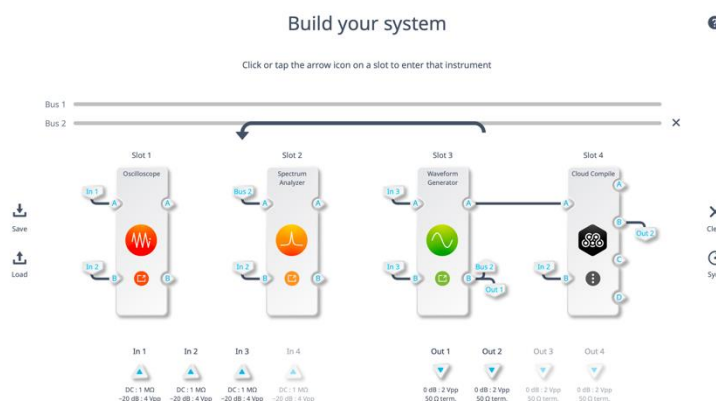 Build your system
Click or tap the arrow icon on a slot to enter that instrument
Bus 1
Bus 2
Slot 1 Slot 2 Slot 3 Slot 4
Oscilloscope
Spectrum
Analyzer
Waveform
Generator
Cloud Compile
A
In 1 Bus 2 In 3
A A A A A A A
B
Out 2
Save
C
In 2 In 2 In 3 Bus 2 In 2
B B B B B B B
Out 1
Load
D
In 1 In 2 In 3 In 4 Out 1 Out 2 Out 3 Out 4
DC : 1 MΩ DC : 1 MΩ DC : 1 MΩ DC : 1 MΩ 0 dB : 2 Vpp 0 dB : 2 Vpp 0 dB : 2 Vpp 0 dB : 2 Vpp
-20 dB : 4 Vpp -20 dB : 4 Vpp -20 dB : 4 Vpp -20 dB : 4 Vpp 50 Ω term. 50 Ω term. 50 Ω term. 50 Ω term.